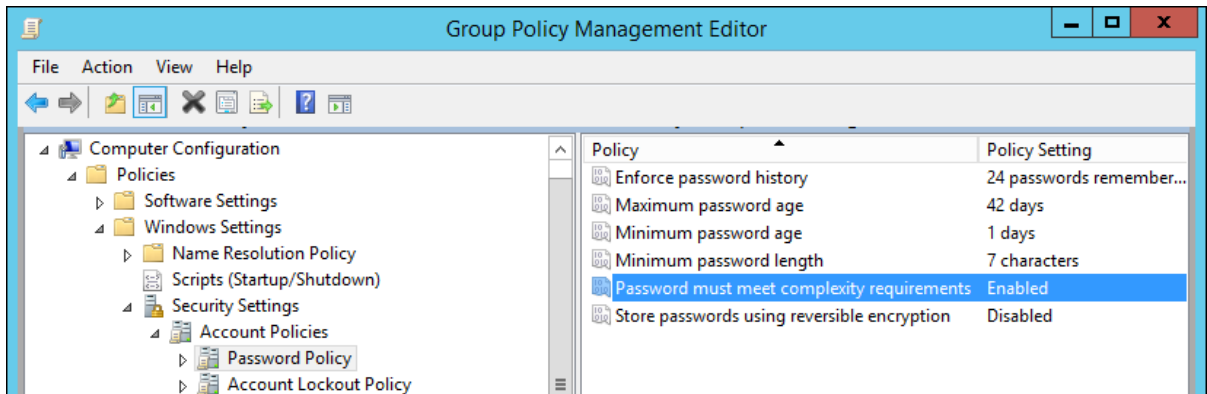 Group Policy Management Editor
File Action View Help
Computer Configuration
Policies
Software Settings
Windows Settings
Name Resolution Policy
Scripts (Startup/Shutdown)
Security Settings
Account Policies
Password Policy
Account Lockout Policy
Policy Policy Setting
Enforce password history 24 passwords remember...
Maximum password age 42 days
Minimum password age 1 days
Minimum password length 7 characters
Password must meet complexity requirements Enabled
Store passwords using reversible encryption Disabled